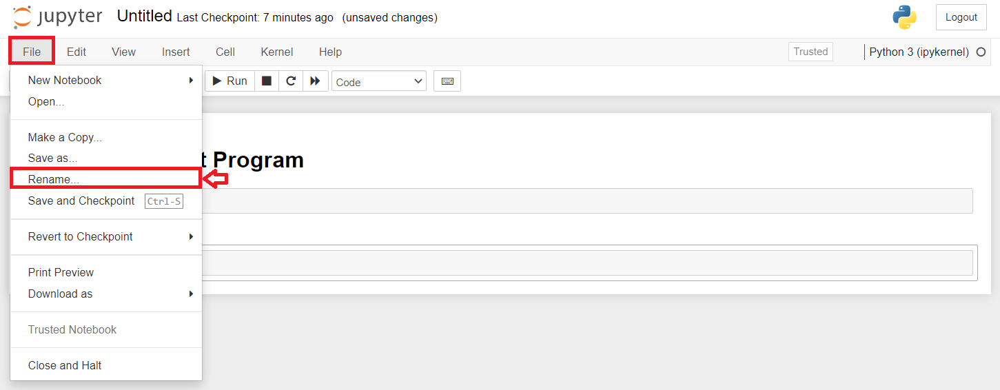 jupyter Untitled Last Checkpoint: 7 minutes ago (unsaved changes) Logout
File Edit View Insert Cell Kernel Help Trusted Python 3 (ipykernel)
Run Code
New Notebook
Open...
Make a Copy...
Save as...
Rename...
Save and Checkpoint Ctrl-S
Revert to Checkpoint
Print Preview
Download as
Trusted Notebook
Close and Halt
t Program